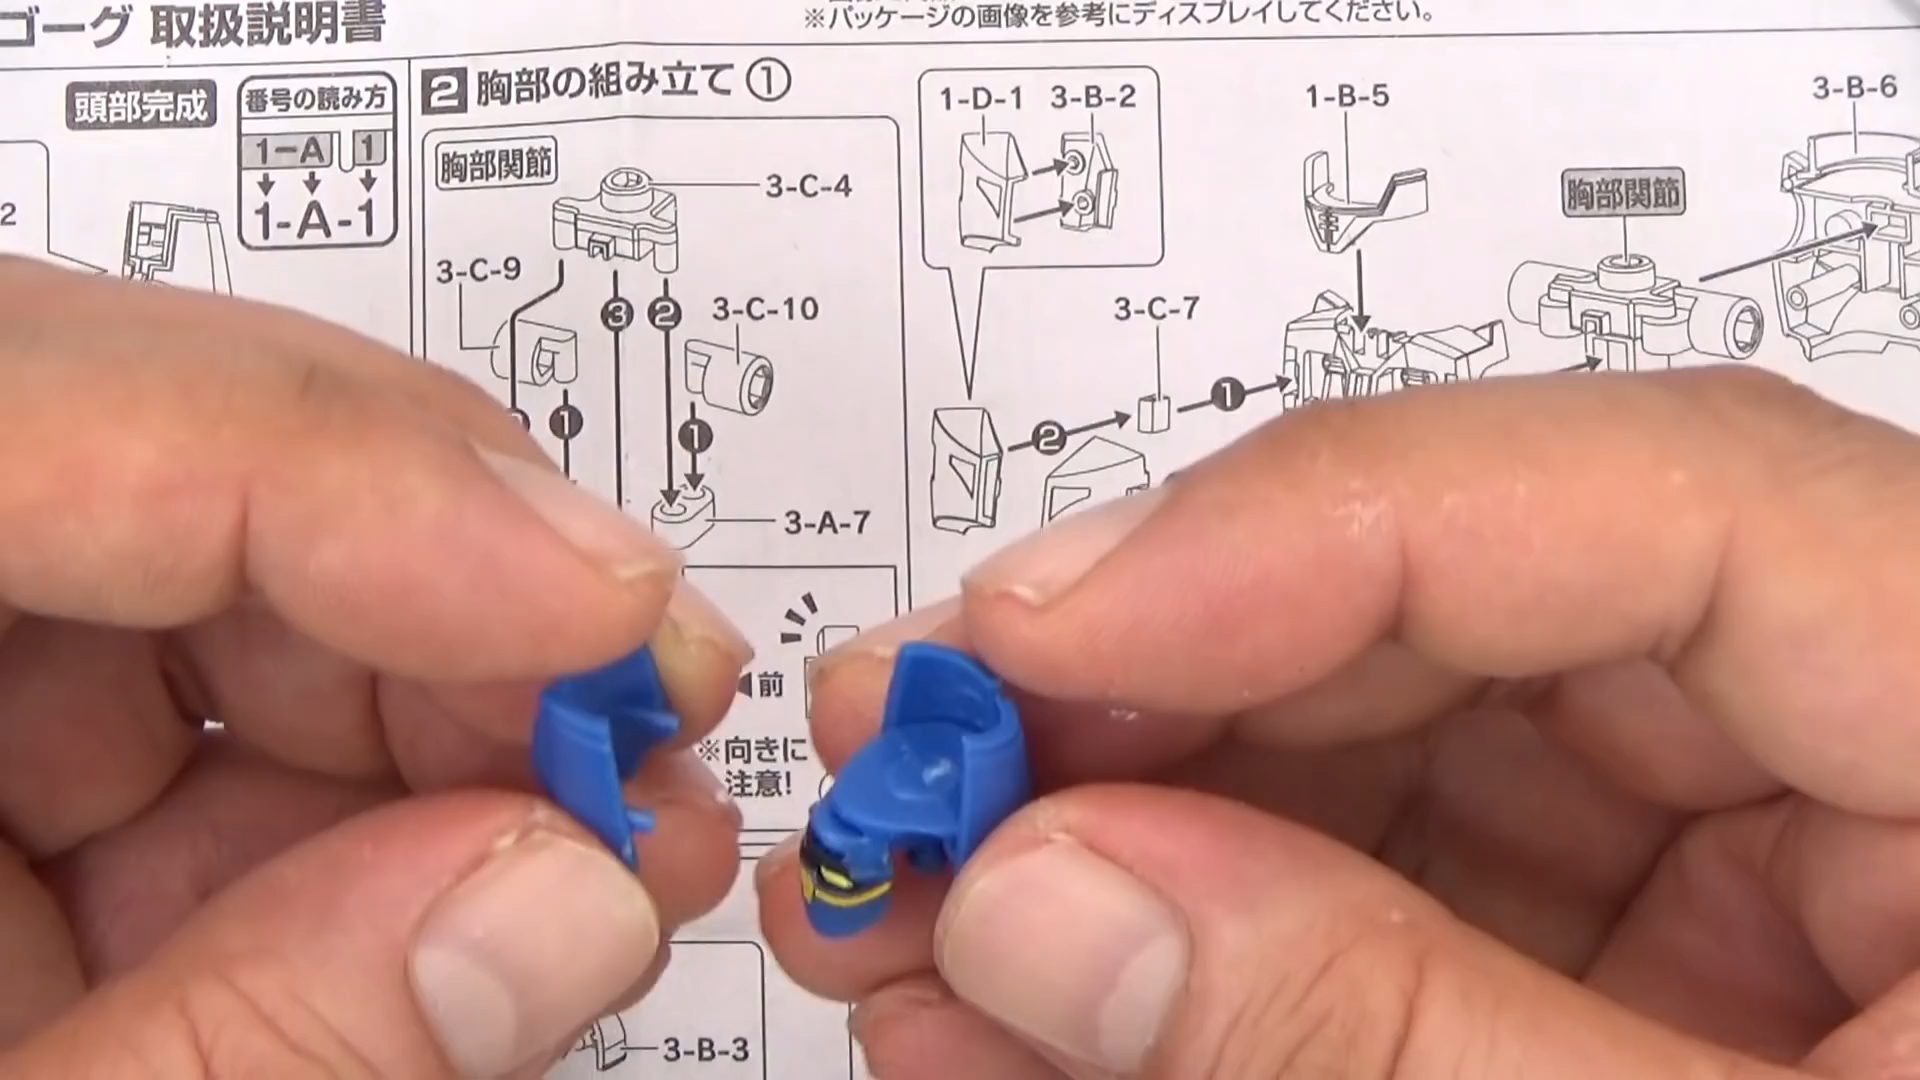 ゴーグ 取扱説明書
※パッケージの画像を参考にディスプレイしてください。
頭部完成
番号の読み方
1-A 1
1-A-1
2
2 胸部の組み立て ①
胸部関節
3-C-4
3-C-9
3-C-10
3
2
1
1
3-A-7
前
※向きに
注意!
3-B-3
1-D-1 3-B-2
1-B-5
3-B-6
胸部関節
3-C-7
1
2